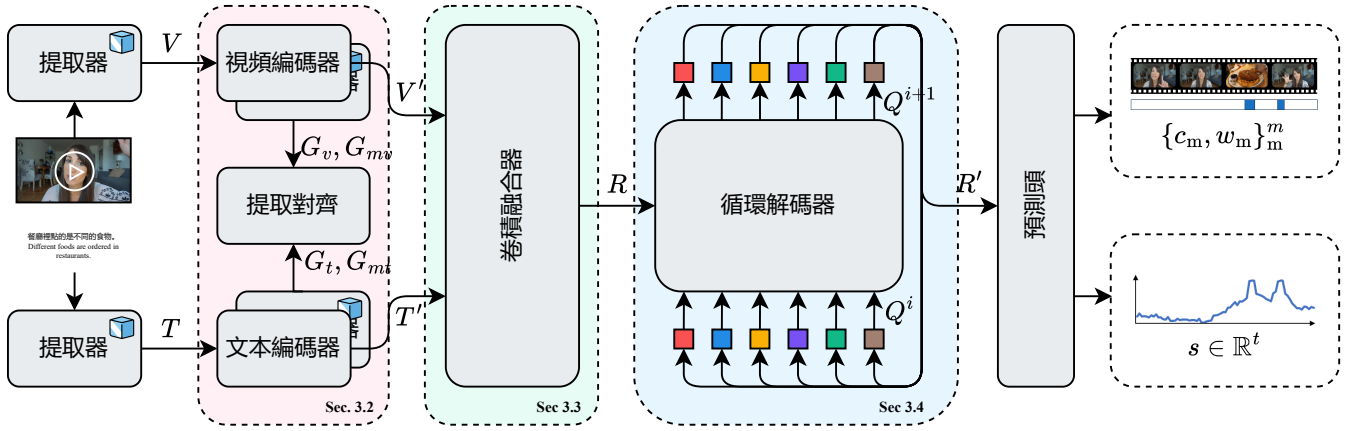 提取器
V
視頻編碼器
V′
G_v, G_mv
提取對齊
G_t, G_mt
餐廳裡點的是不同的食物。
Different foods are ordered in
restaurants.
提取器
T
文本編碼器
T′
Sec. 3.2
卷積融合器
Sec 3.3
R
Q^{i+1}
循環解碼器
Q^i
Sec 3.4
R′
預測頭
{c_m, w_m}_m^m
s ∈ ℝ^t